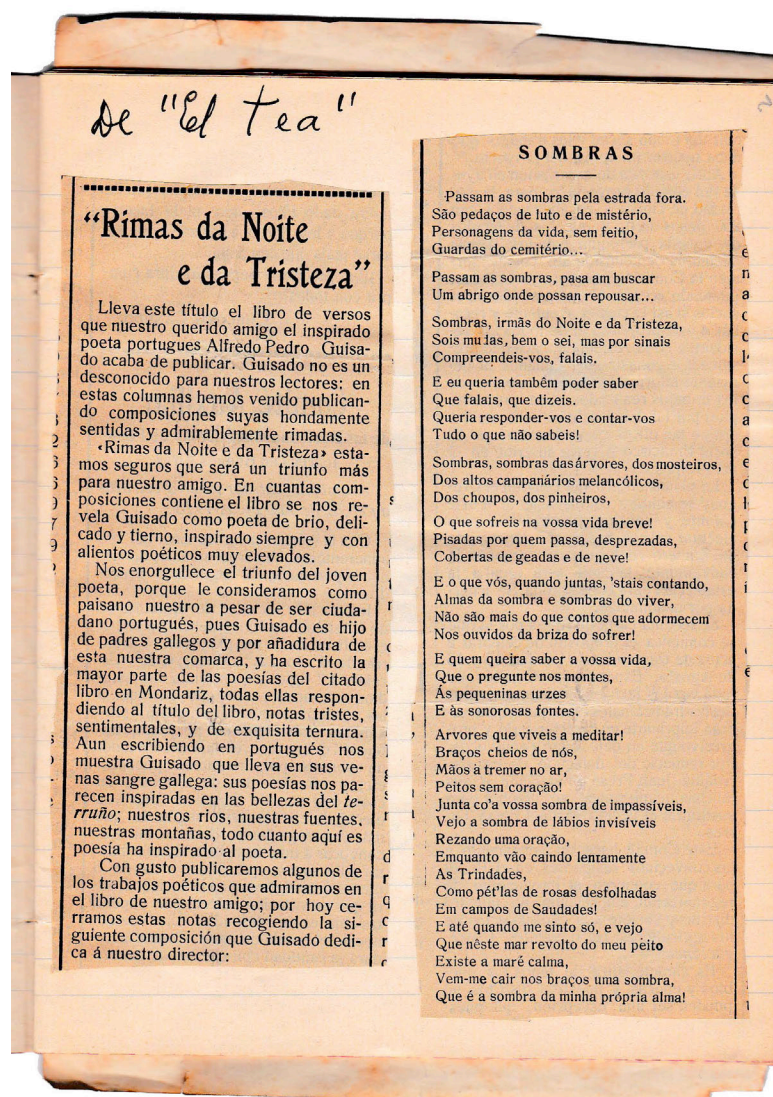 De "El tea"
“Rimas da Noite
e da Tristeza”
Lleva este título el libro de versos
que nuestro querido amigo el inspirado
poeta portugues Alfredo Pedro Guisa-
do acaba de publicar. Guisado no es un
desconocido para nuestros lectores: en
estas columnas hemos venido publican-
do composiciones suyas hondamente
sentidas y admirablemente rimadas.
«Rimas da Noite e da Tristeza» esta-
mos seguros que será un triunfo más
para nuestro amigo. En cuantas com-
posiciones contiene el libro se nos re-
vela Guisado como poeta de brio, deli-
cado y tierno, inspirado siempre y con
alientos poéticos muy elevados.
Nos enorgullece el triunfo del joven
poeta, porque le consideramos como
paisano nuestro a pesar de ser ciuda-
dano portugués, pues Guisado es hijo
de padres gallegos y por añadidura de
esta nuestra comarca, y ha escrito la
mayor parte de las poesías del citado
libro en Mondariz, todas ellas respon-
diendo al título del libro, notas tristes,
sentimentales, y de exquisita ternura.
Aun escribiendo en portugués nos
muestra Guisado que lleva en sus ve-
nas sangre gallega: sus poesías nos pa-
recen inspiradas en las bellezas del te-
rruño; nuestros rios, nuestras fuentes,
nuestras montañas, todo cuanto aquí es
poesía ha inspirado al poeta.
Con gusto publicaremos algunos de
los trabajos poéticos que admiramos en
el libro de nuestro amigo; por hoy ce-
rramos estas notas recogiendo la si-
guiente composición que Guisado dedi-
ca á nuestro director:
SOMBRAS
Passam as sombras pela estrada fora.
São pedaços de luto e de mistério,
Personagens da vida, sem feitio,
Guardas do cemitério...
Passam as sombras, pasam buscar
Um abrigo onde possan repousar...
Sombras, irmãs do Noite e da Tristeza,
Sois mudas, bem o sei, mas por sinais
Compreendeis-vos, falais.
E eu queria tambêm poder saber
Que falais, que dizeis.
Queria responder-vos e contar-vos
Tudo o que não sabeis!
Sombras, sombras das árvores, dos mosteiros,
Dos altos campanários melancólicos,
Dos choupos, dos pinheiros,
O que sofreis na vossa vida breve!
Pisadas por quem passa, desprezadas,
Cobertas de geadas e de neve!
E o que vós, quando juntas, 'stais contando,
Almas da sombra e sombras do viver,
Não são mais do que contos que adormecem
Nos ouvidos da briza do sofrer!
E quem queira saber a vossa vida,
Que o pregunte nos montes,
Ás pequeninas urzes
E às sonorosas fontes.
Arvores que viveis a meditar!
Braços cheios de nós,
Mãos a tremer no ar,
Peitos sem coração!
Junta co'a vossa sombra de impassíveis,
Vejo a sombra de lábios invisíveis
Rezando uma oração,
Emquanto vão caindo lentamente
As Trindades,
Como pét'las de rosas desfolhadas
Em campos de Saudades!
E até quando me sinto só, e vejo
Que nêste mar revolto do meu peito
Existe a maré calma,
Vem-me cair nos braços uma sombra,
Que é a sombra da minha própria alma!